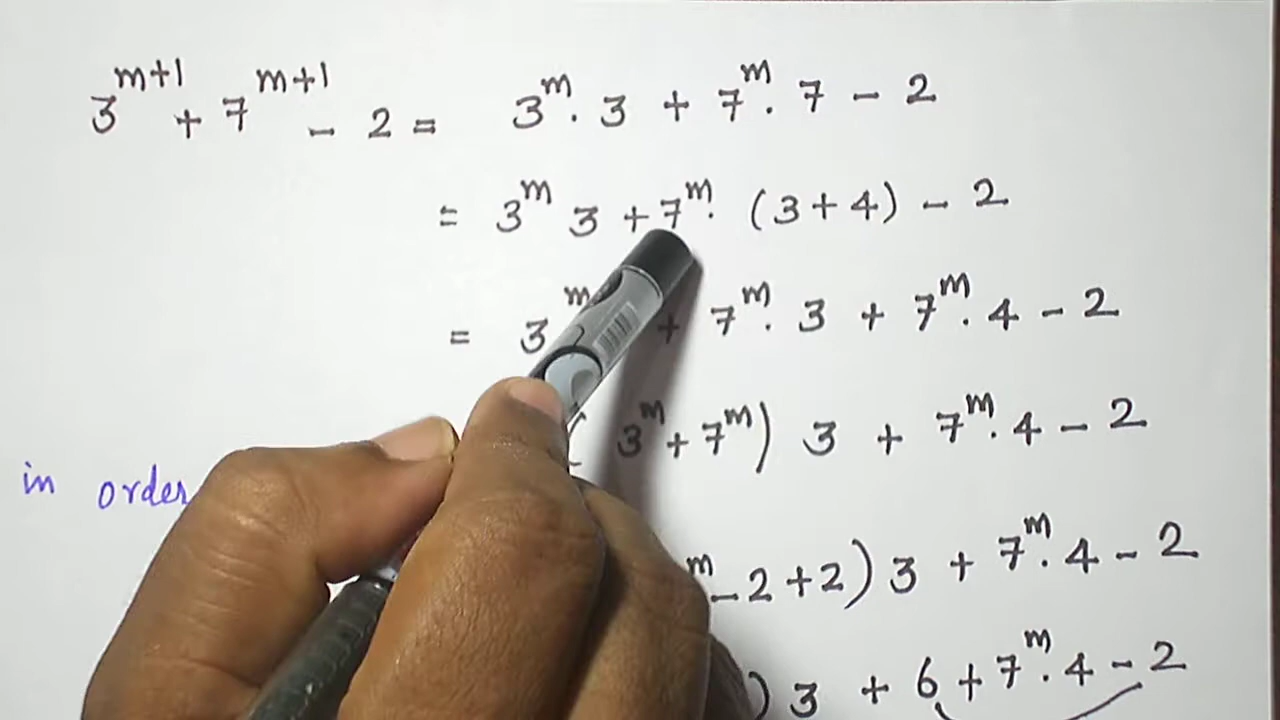 3^{m+1} + 7^{m+1} - 2 = 3^m . 3 + 7^m . 7 - 2
= 3^m 3 + 7^m . (3 + 4) - 2
= 3^m + 7^m . 3 + 7^m . 4 - 2
( 3^m + 7^m ) 3 + 7^m . 4 - 2
in order
^m - 2 + 2 ) 3 + 7^m . 4 - 2
) 3 + 6 + 7^m . 4 - 2